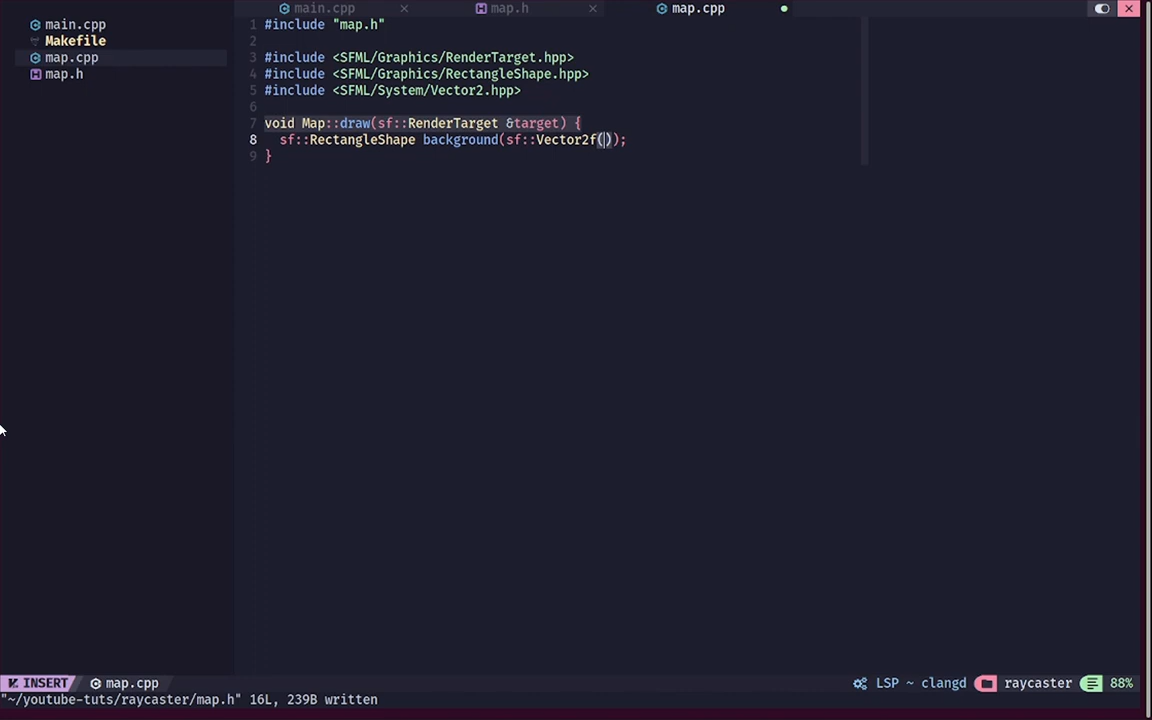 main.cpp
Makefile
map.cpp
map.h
main.cpp
map.h
map.cpp
1 #include "map.h"
2
3 #include <SFML/Graphics/RenderTarget.hpp>
4 #include <SFML/Graphics/RectangleShape.hpp>
5 #include <SFML/System/Vector2.hpp>
6
7 void Map::draw(sf::RenderTarget &target) {
8 sf::RectangleShape background(sf::Vector2f());
9 }
INSERT map.cpp LSP ~ clangd raycaster 88%
"~/youtube-tuts/raycaster/map.h" 16L, 239B written